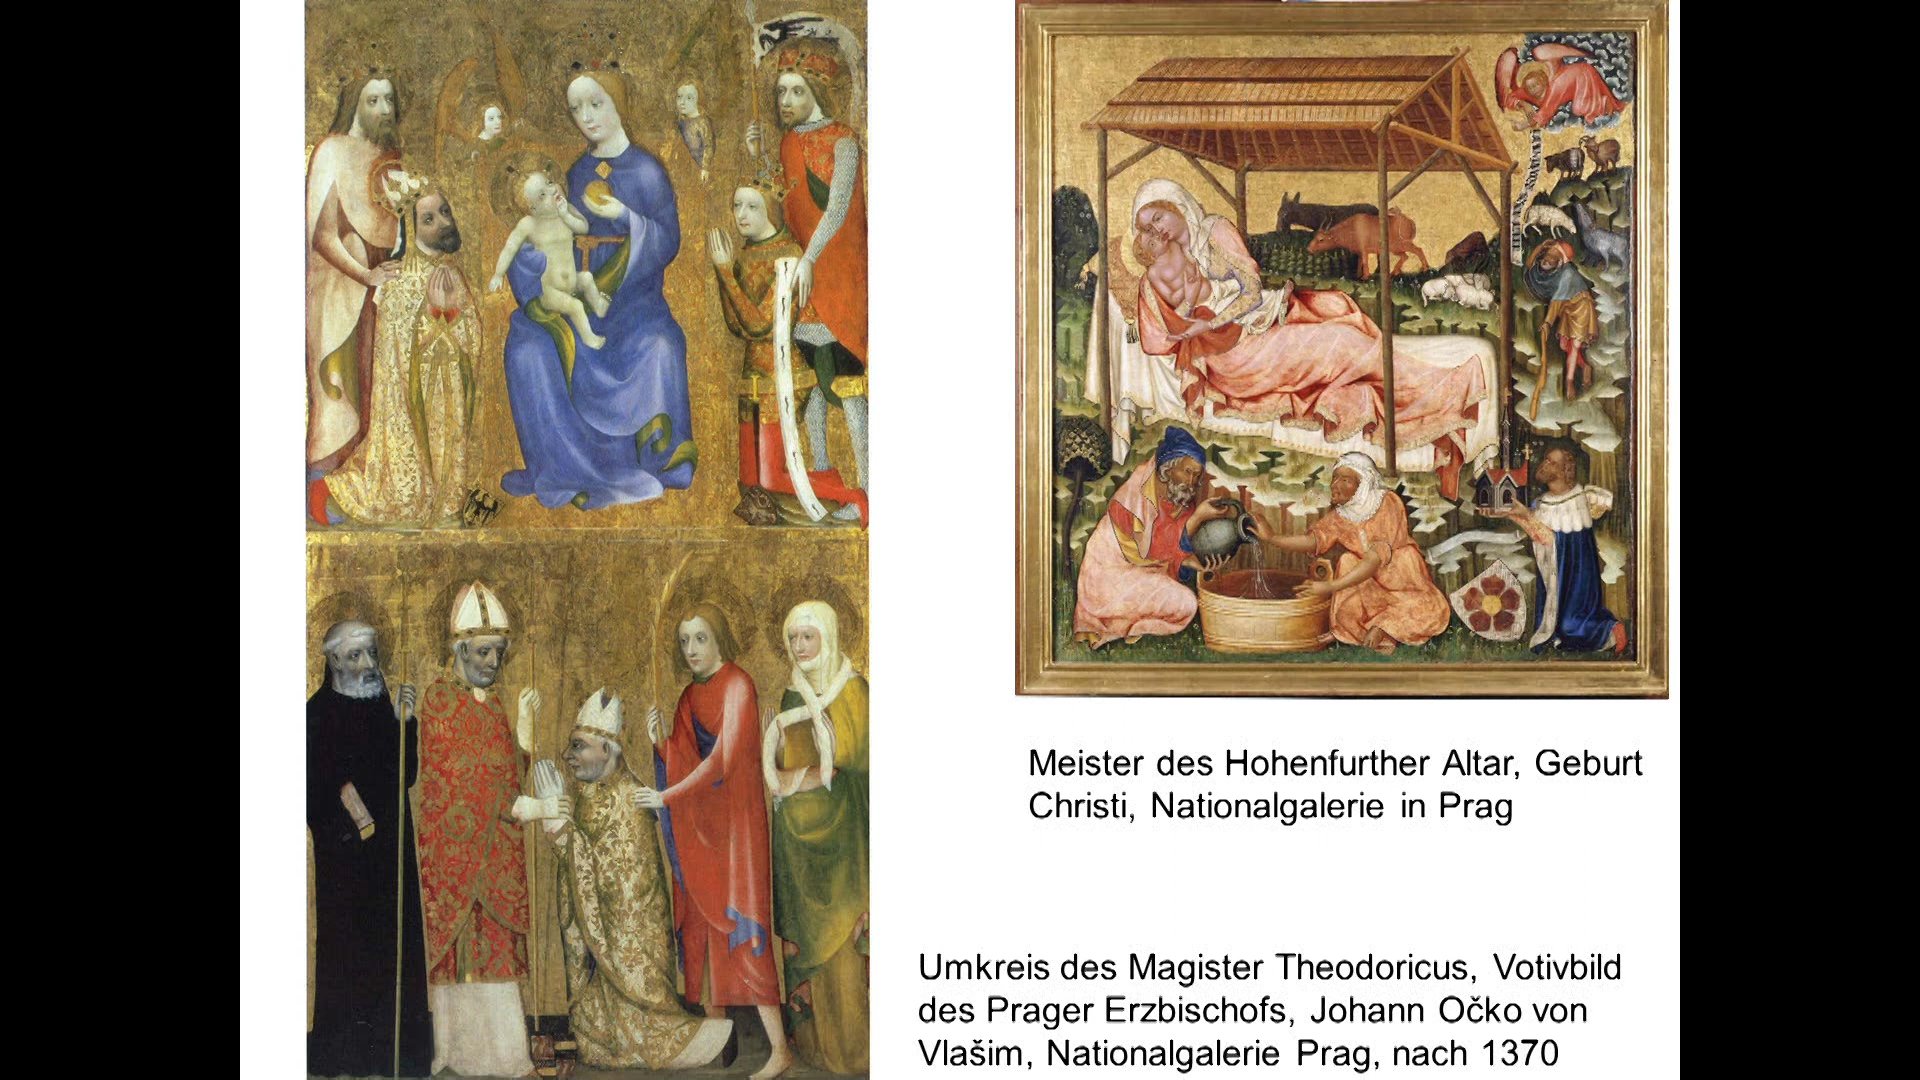 Meister des Hohenfurther Altar, Geburt
Christi, Nationalgalerie in Prag
Umkreis des Magister Theodoricus, Votivbild
des Prager Erzbischofs, Johann Očko von
Vlašim, Nationalgalerie Prag, nach 1370